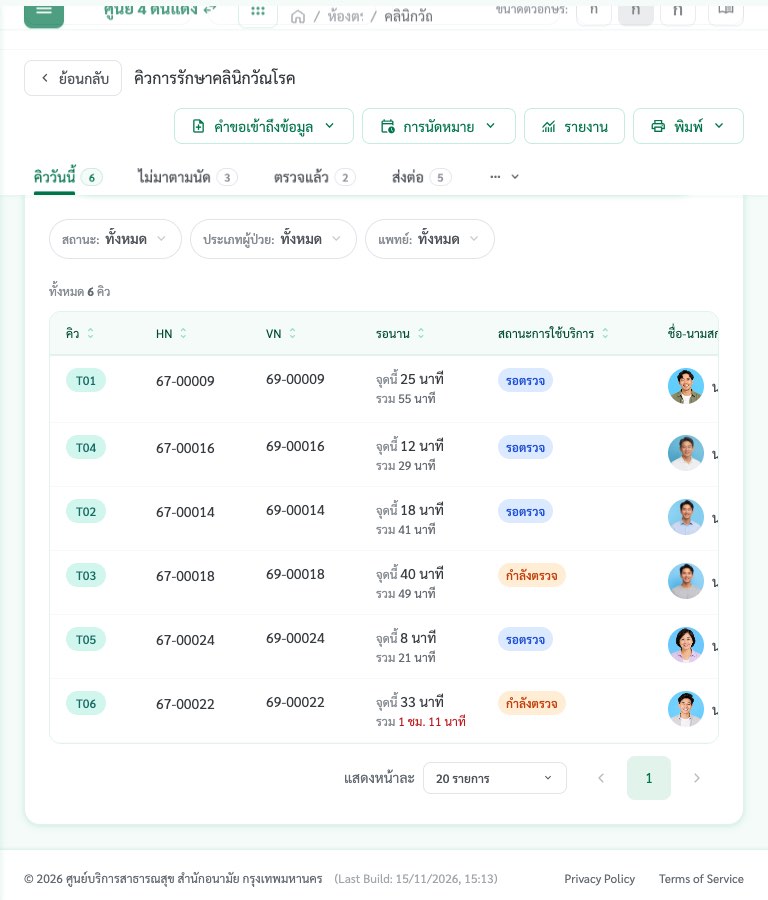 ศูนย์ 4 ดินแดง
/ ห้องตร / คลินิกวัณ
ขนาดตัวอักษร: ก ก ก
ย้อนกลับ คิวการรักษาคลินิกวัณโรค
คำขอเข้าถึงข้อมูล การนัดหมาย รายงาน พิมพ์
คิววันนี้ 6 ไม่มาตามนัด 3 ตรวจแล้ว 2 ส่งต่อ 5 ...
สถานะ: ทั้งหมด ประเภทผู้ป่วย: ทั้งหมด แพทย์: ทั้งหมด
ทั้งหมด 6 คิว
คิว HN VN รอนาน สถานะการใช้บริการ ชื่อ-นามสก
T01 67-00009 69-00009 จุดนี้ 25 นาที รอตรวจ
รวม 55 นาที
T04 67-00016 69-00016 จุดนี้ 12 นาที รอตรวจ
รวม 29 นาที
T02 67-00014 69-00014 จุดนี้ 18 นาที รอตรวจ
รวม 41 นาที
T03 67-00018 69-00018 จุดนี้ 40 นาที กำลังตรวจ
รวม 49 นาที
T05 67-00024 69-00024 จุดนี้ 8 นาที รอตรวจ
รวม 21 นาที
T06 67-00022 69-00022 จุดนี้ 33 นาที กำลังตรวจ
รวม 1 ชม. 11 นาที
แสดงหน้าละ 20 รายการ 1
© 2026 ศูนย์บริการสาธารณสุข สำนักอนามัย กรุงเทพมหานคร (Last Build: 15/11/2026, 15:13) Privacy Policy Terms of Service